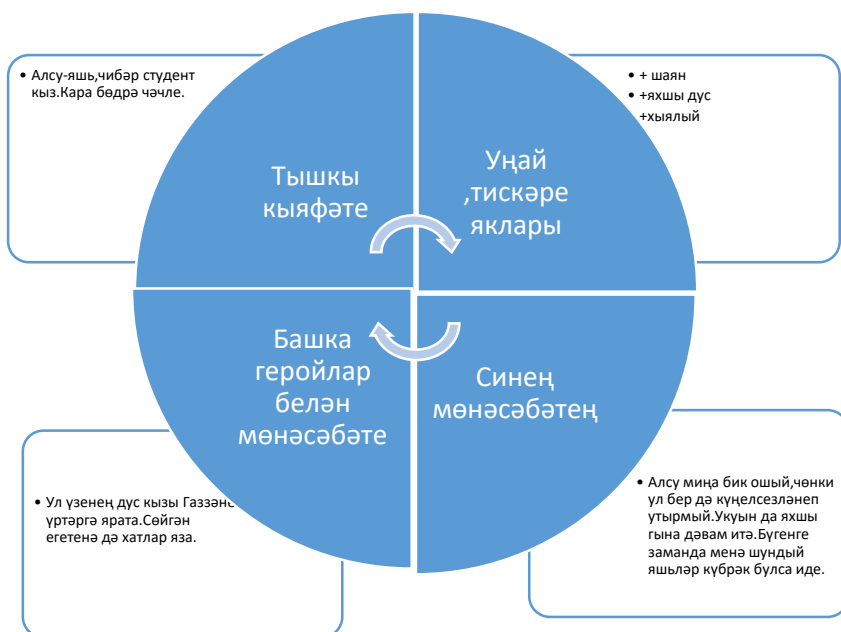 • Алсу-яшь,чибәр студент
кыз.Кара бөдрә чәчле.
Тышкы
кыяфәте
Уңай
,тискәре
яклары
• + шаян
• +яхшы дус
+хыялый
Башка
геройлар
белән
мөнәсәбәте
Синең
мөнәсәбәтең
• Ул үзенең дус кызы Газзәне
үртәргә ярата.Сөйгән
егетенә дә хатлар яза.
• Алсу миңа бик ошый,чөнки
ул бер дә күңелсезләнеп
утырмый.Укуын да яхшы
гына дәвам итә.Бүгенге
заманда менә шундый
яшьләр күбрәк булса иде.